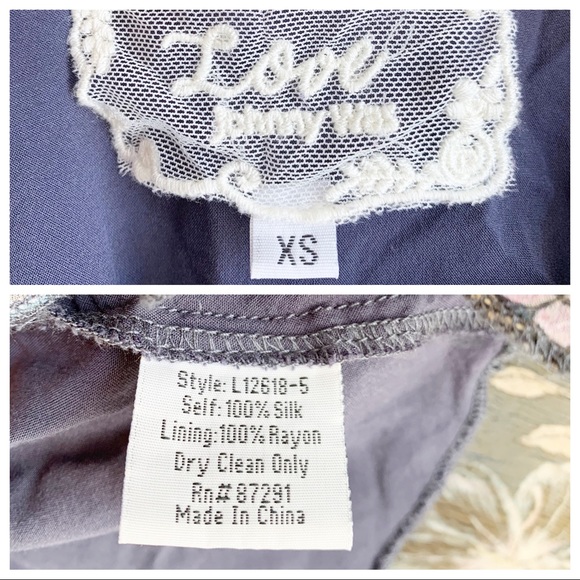 Love
Johnny Was
XS
Style: L12618-5
Self: 100% Silk
Lining: 100% Rayon
Dry Clean Only
Rn# 87291
Made In China